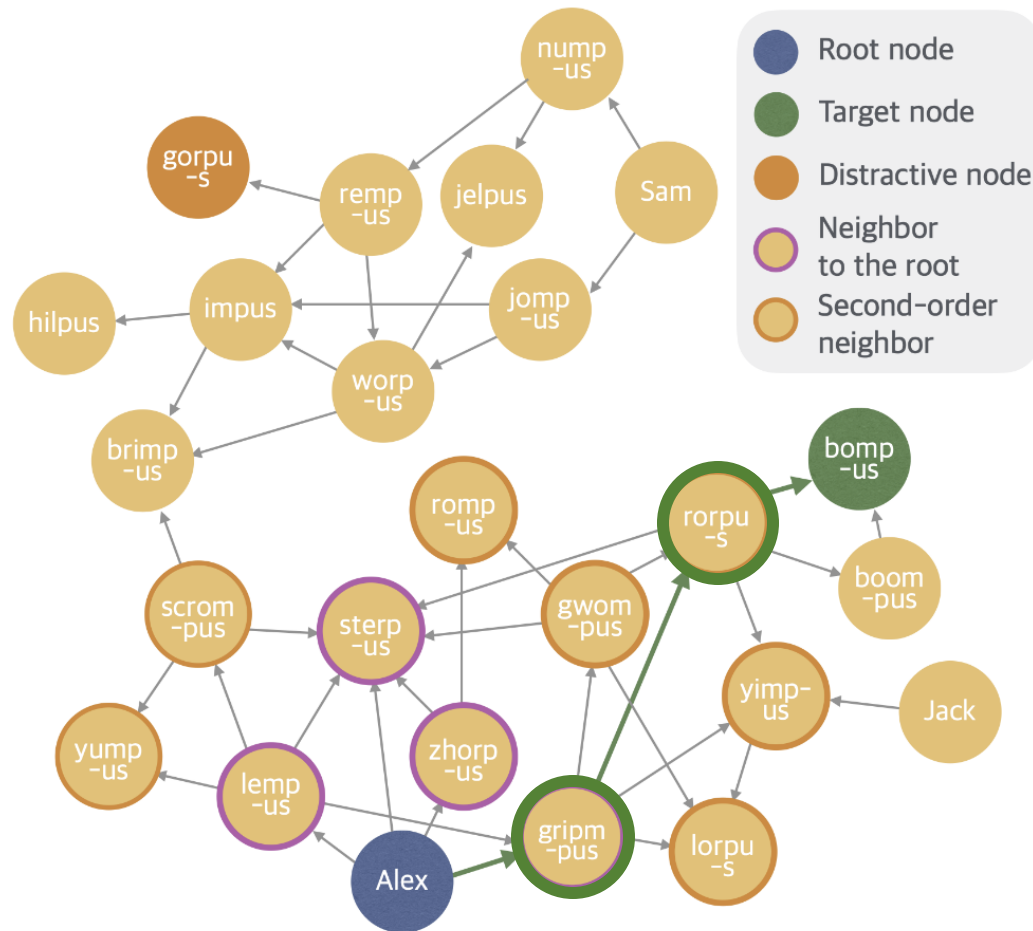 nump
-us
Root node
Target node
gorpu
-s
Distractive node
remp
-us
jelpus
Sam
Neighbor
to the root
hilpus
impus
jomp
-us
Second-order
neighbor
worp
-us
brimp
-us
bomp
-us
romp
-us
rorpu
-s
boom
-pus
scrom
-pus
sterp
-us
gwom
-pus
yimp-
us
Jack
yump
-us
lemp
-us
zhorp
-us
gripm
-pus
lorpu
-s
Alex